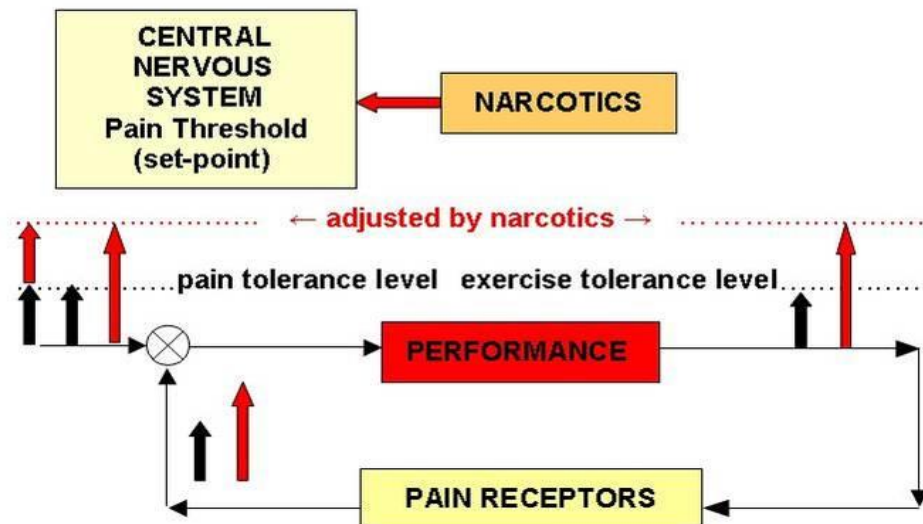 CENTRAL
NERVOUS
SYSTEM
Pain Threshold
(set-point)
NARCOTICS
← adjusted by narcotics →
pain tolerance level exercise tolerance level
PERFORMANCE
PAIN RECEPTORS